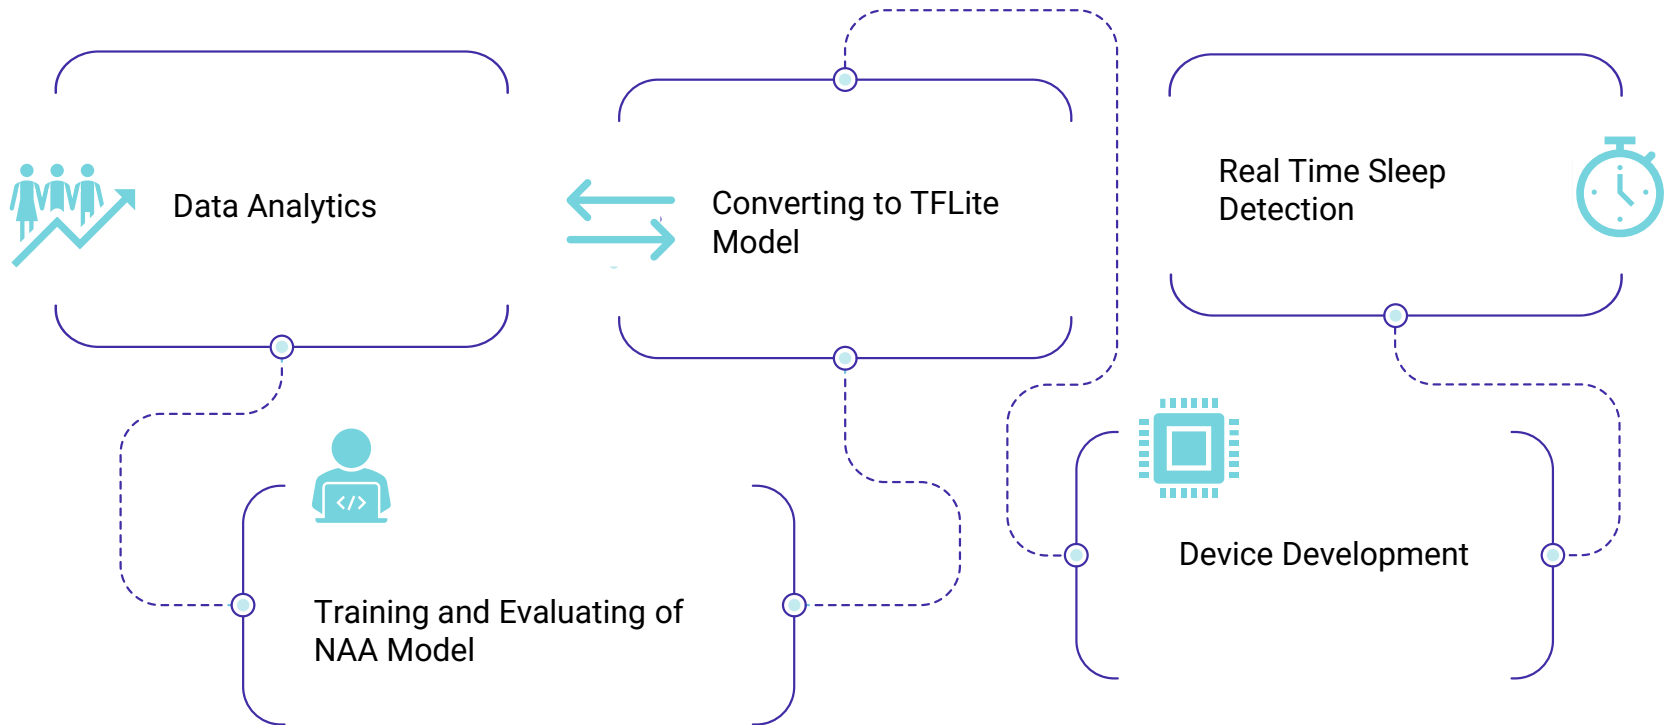 Data Analytics
Training and Evaluating of
NAA Model
Converting to TFLite
Model
Device Development
Real Time Sleep
Detection